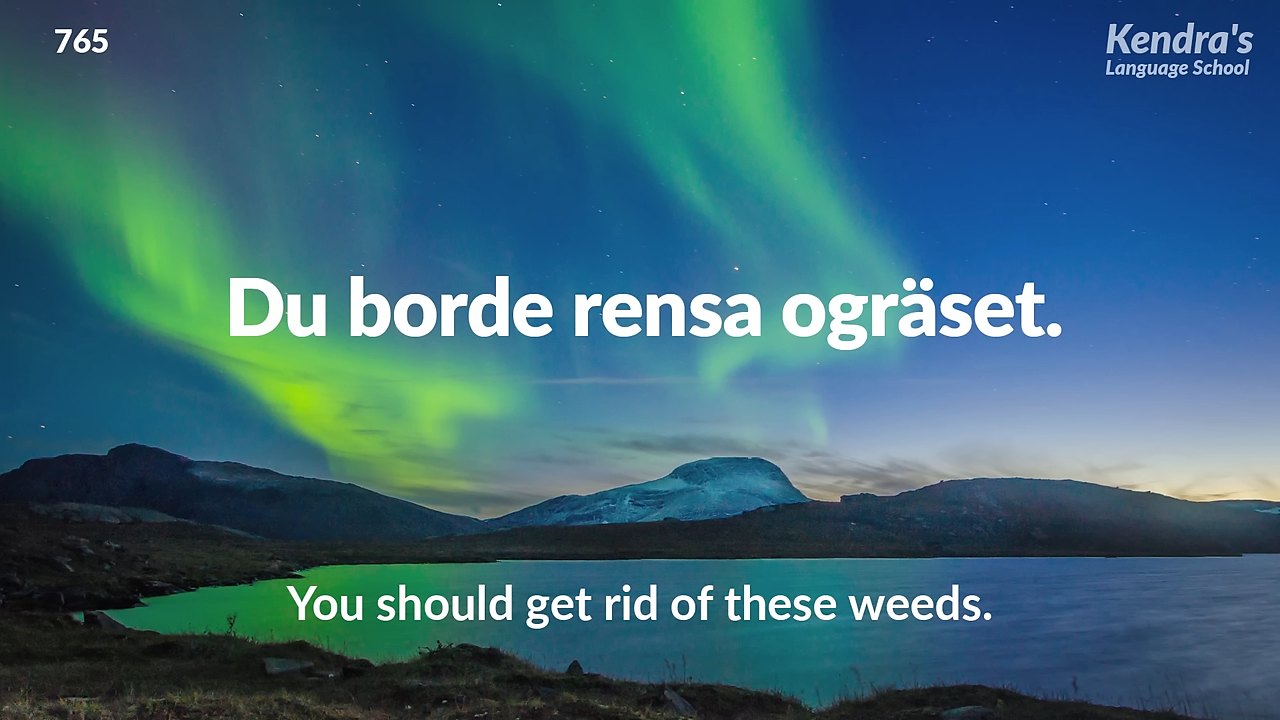 765
Kendra's
Language School
Du borde rensa ogräset.
You should get rid of these weeds.